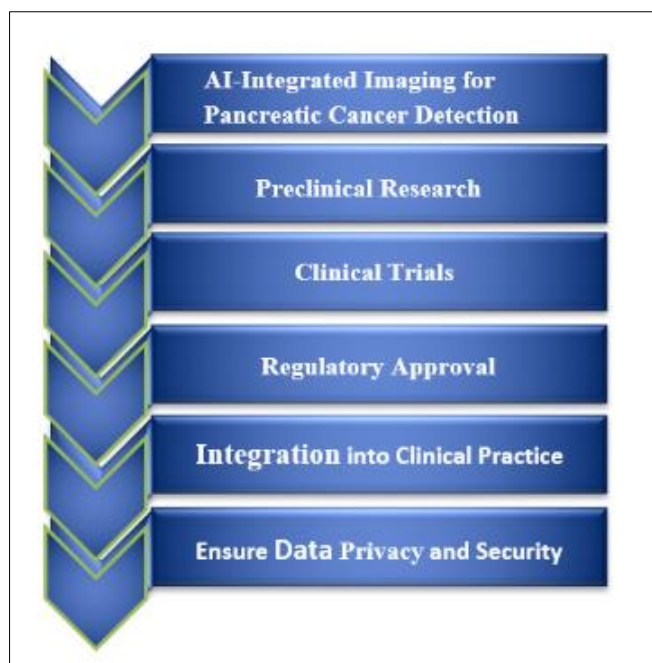 AI-Integrated Imaging for
Pancreatic Cancer Detection
Preclinical Research
Clinical Trials
Regulatory Approval
Integration into Clinical Practice
Ensure Data Privacy and Security